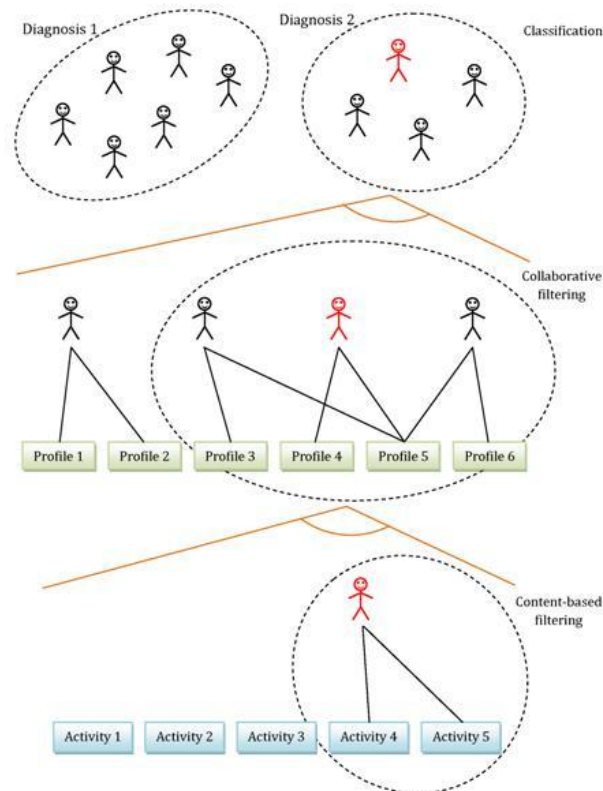 Diagnosis 1
Diagnosis 2
Classification
Collaborative
filtering
Profile 1
Profile 2
Profile 3
Profile 4
Profile 5
Profile 6
Content-based
filtering
Activity 1
Activity 2
Activity 3
Activity 4
Activity 5